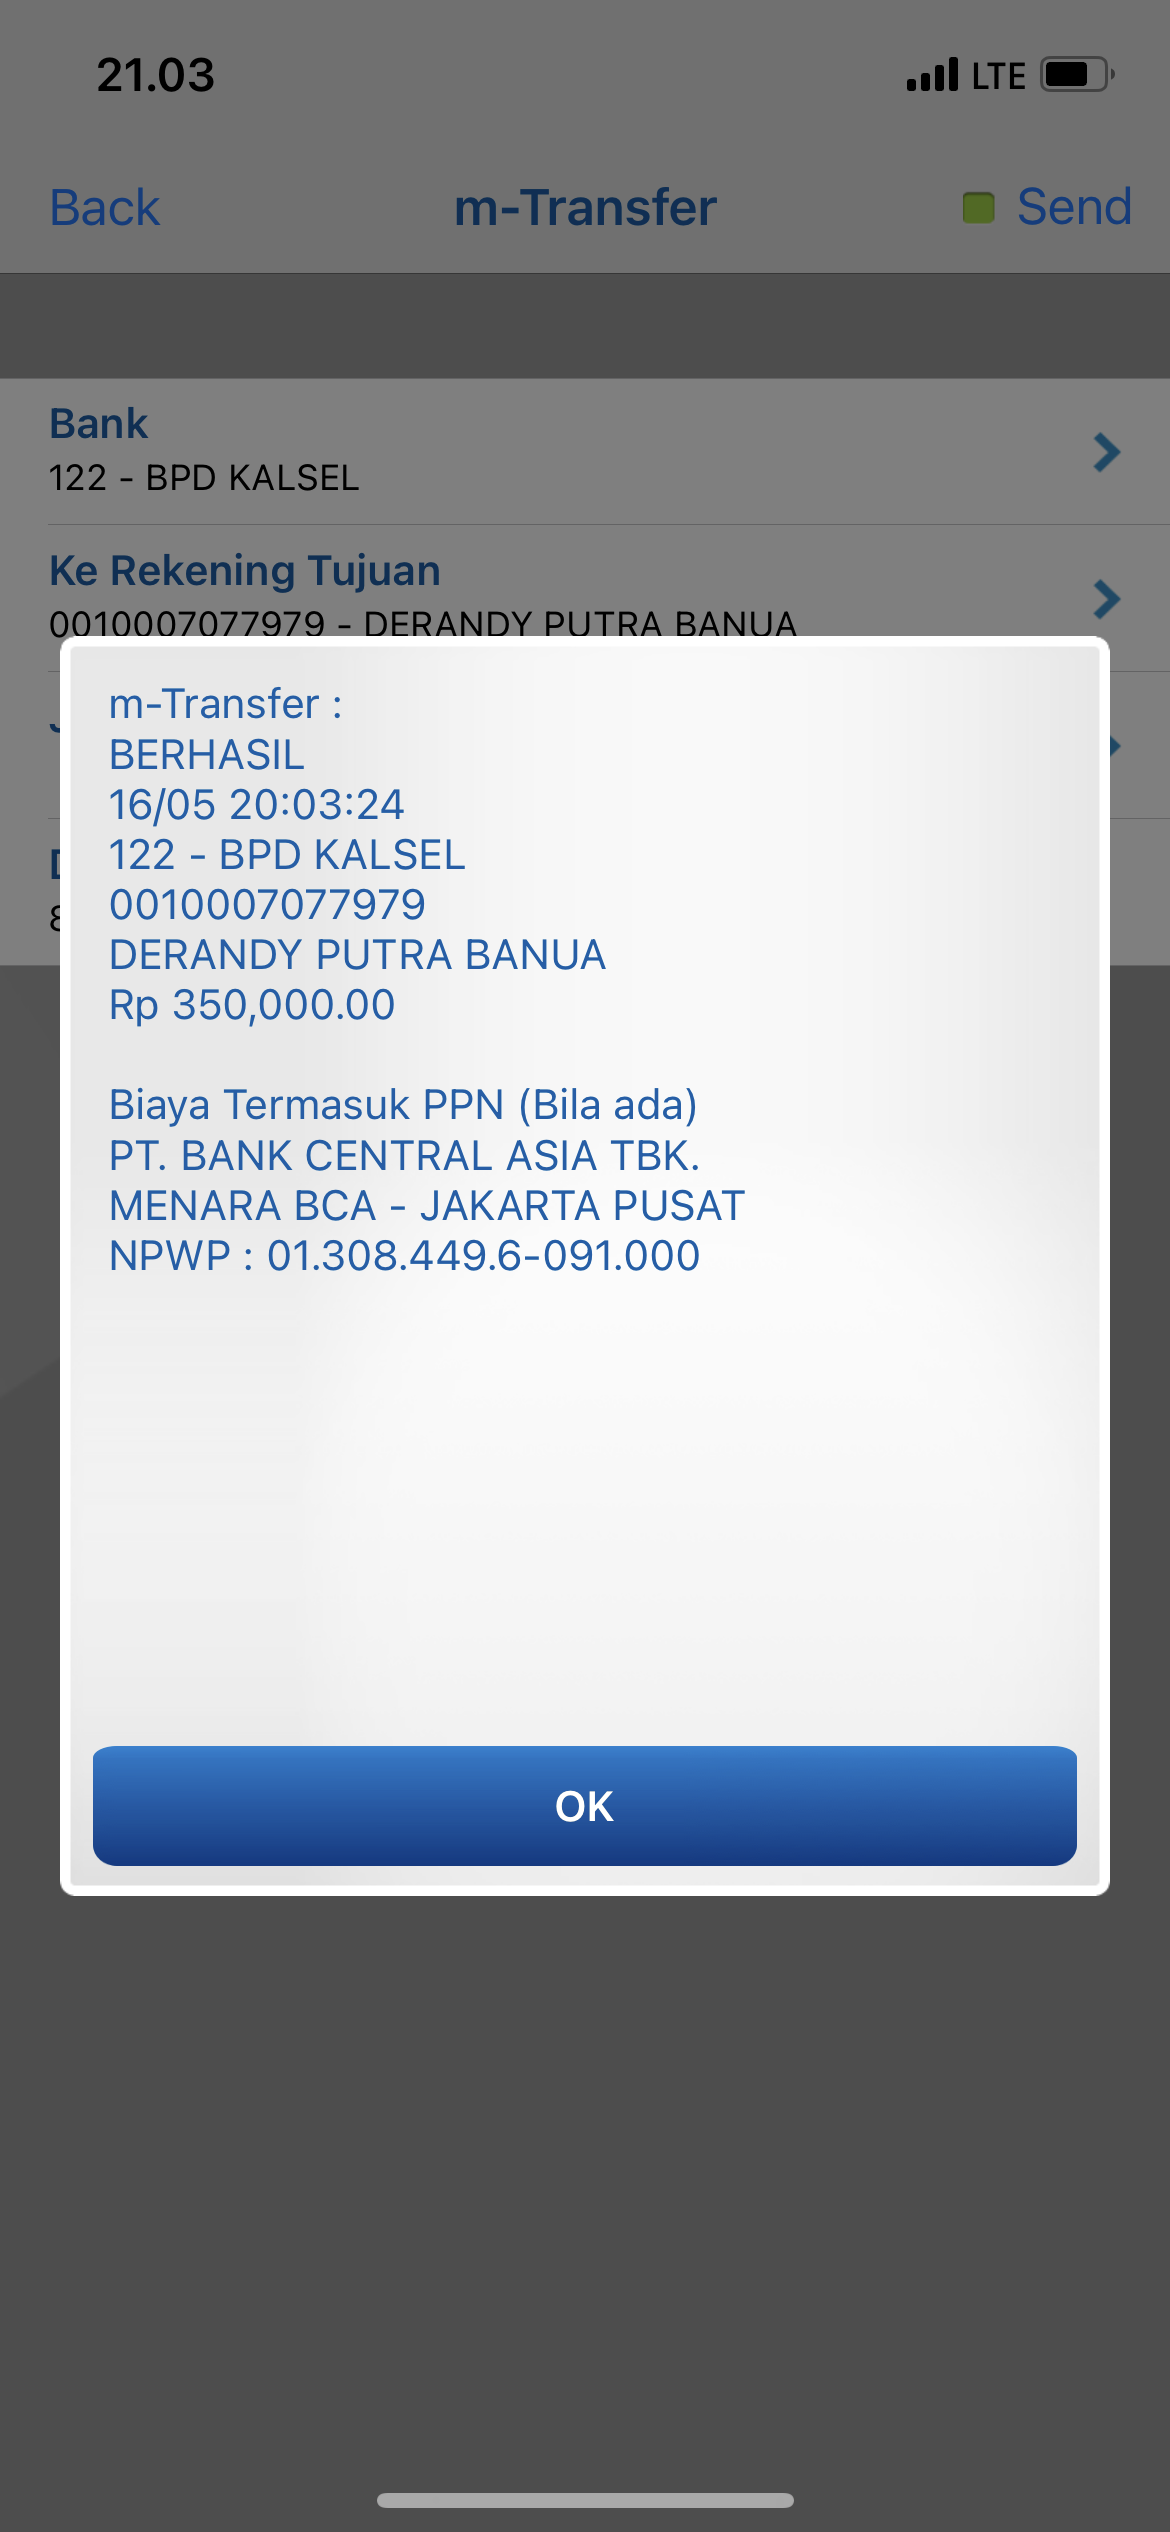 21.03
LTE
Back
m-Transfer
Send
Bank
122 - BPD KALSEL
Ke Rekening Tujuan
0010007077979 - DERANDY PUTRA BANUA
m-Transfer :
BERHASIL
16/05 20:03:24
122 - BPD KALSEL
0010007077979
DERANDY PUTRA BANUA
Rp 350,000.00
Biaya Termasuk PPN (Bila ada)
PT. BANK CENTRAL ASIA TBK.
MENARA BCA - JAKARTA PUSAT
NPWP : 01.308.449.6-091.000
OK